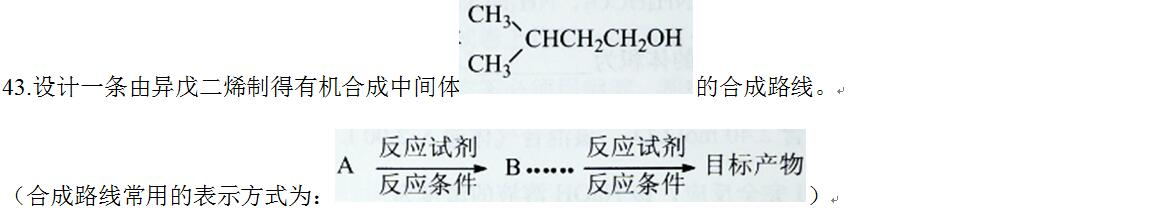 CH₃
CHCH₂CH₂OH
CH₃
43.设计一条由异戊二烯制得有机合成中间体 的合成路线。
(合成路线常用的表示方式为: A 反应试剂 反应条件 B …… 反应试剂 反应条件 目标产物 )